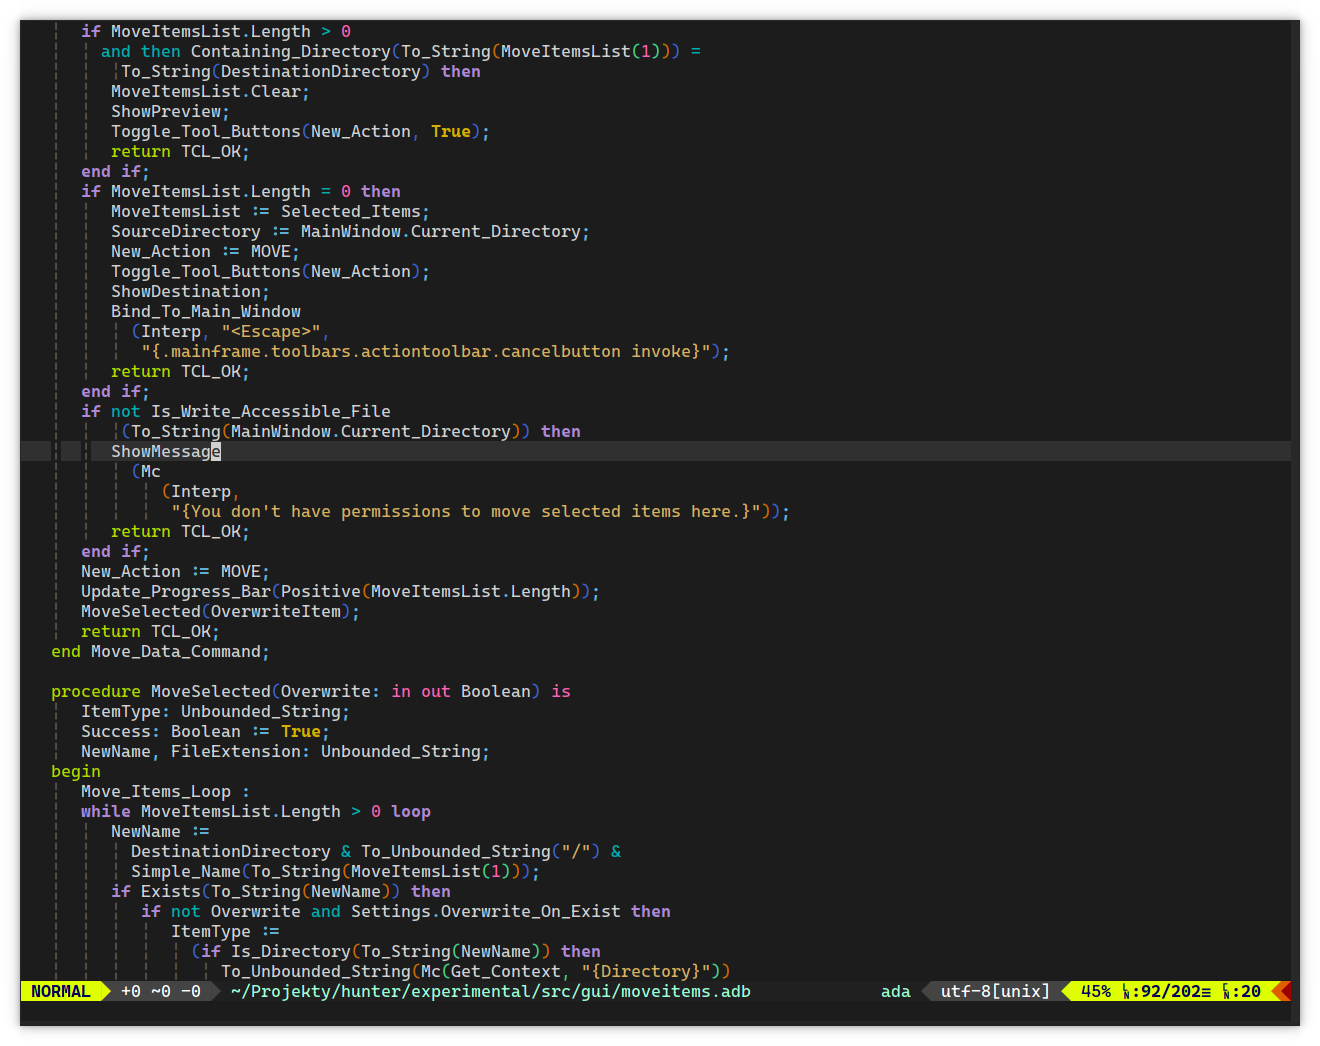 if MoveItemsList.Length > 0
and then Containing_Directory(To_String(MoveItemsList(1))) =
To_String(DestinationDirectory) then
MoveItemsList.Clear;
ShowPreview;
Toggle_Tool_Buttons(New_Action, True);
return TCL_OK;
end if;
if MoveItemsList.Length = 0 then
MoveItemsList := Selected_Items;
SourceDirectory := MainWindow.Current_Directory;
New_Action := MOVE;
Toggle_Tool_Buttons(New_Action);
ShowDestination;
Bind_To_Main_Window
(Interp, "<Escape>",
"{.mainframe.toolbars.actiontoolbar.cancelbutton invoke}");
return TCL_OK;
end if;
if not Is_Write_Accessible_File
(To_String(MainWindow.Current_Directory)) then
ShowMessage
(Mc
(Interp,
"{You don't have permissions to move selected items here.}"));
return TCL_OK;
end if;
New_Action := MOVE;
Update_Progress_Bar(Positive(MoveItemsList.Length));
MoveSelected(OverwriteItem);
return TCL_OK;
end Move_Data_Command;
procedure MoveSelected(Overwrite: in out Boolean) is
ItemType: Unbounded_String;
Success: Boolean := True;
NewName, FileExtension: Unbounded_String;
begin
Move_Items_Loop :
while MoveItemsList.Length > 0 loop
NewName :=
DestinationDirectory & To_Unbounded_String("/") &
Simple_Name(To_String(MoveItemsList(1)));
if Exists(To_String(NewName)) then
if not Overwrite and Settings.Overwrite_On_Exist then
ItemType :=
(if Is_Directory(To_String(NewName)) then
To_Unbounded_String(Mc(Get_Context, "{Directory}"))
NORMAL +0 ~0 -0 ~/Projekty/hunter/experimental/src/gui/moveitems.adb ada utf-8[unix] 45% ␊:92/202≡ ␊:20